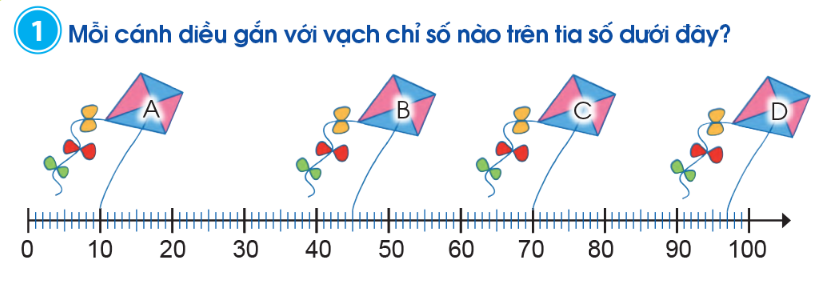 1 Mỗi cánh diều gắn với vạch chỉ số nào trên tia số dưới đây?
A B C D
0 10 20 30 40 50 60 70 80 90 100